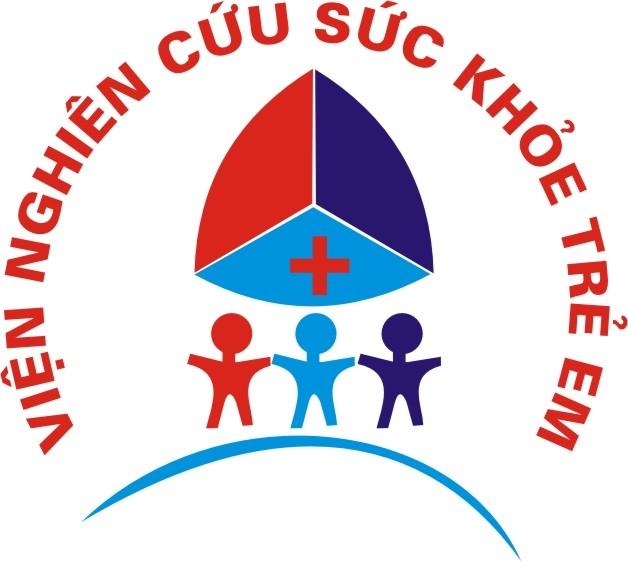 VIỆN NGHIÊN CỨU SỨC KHỎE TRẺ EM